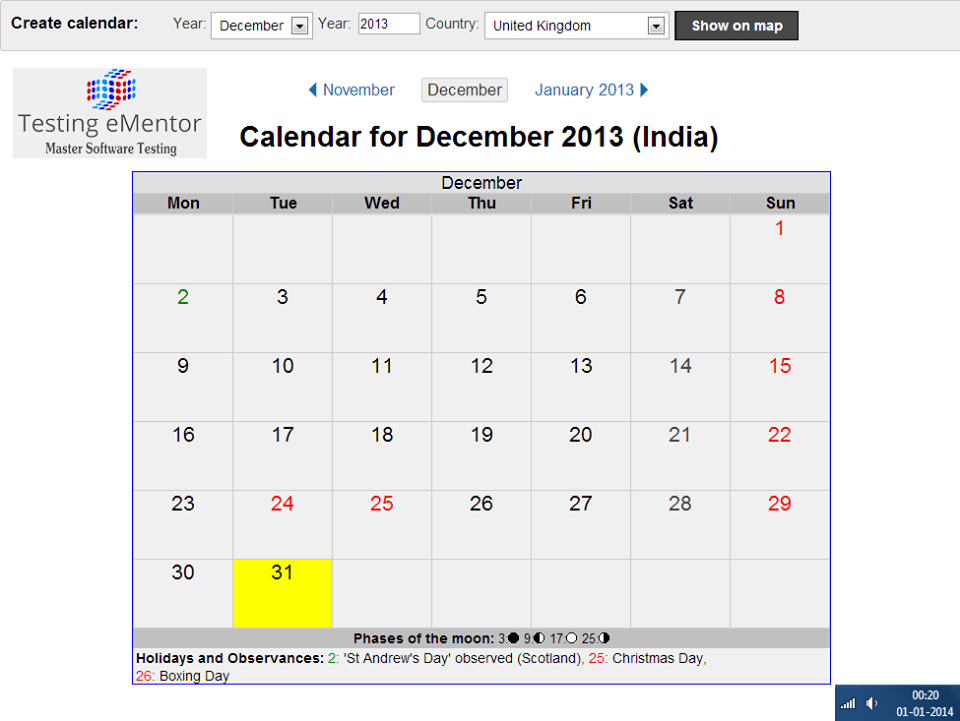 Create calendar: Year: December Year: 2013 Country: United Kingdom Show on map
November December January 2013
Testing eMentor
Master Software Testing
Calendar for December 2013 (India)
December
Mon Tue Wed Thu Fri Sat Sun
1
2 3 4 5 6 7 8
9 10 11 12 13 14 15
16 17 18 19 20 21 22
23 24 25 26 27 28 29
30 31
Phases of the moon: 3: 9: 17: 25:
Holidays and Observances: 2: 'St Andrew's Day' observed (Scotland), 25: Christmas Day,
26: Boxing Day
00:20
01-01-2014